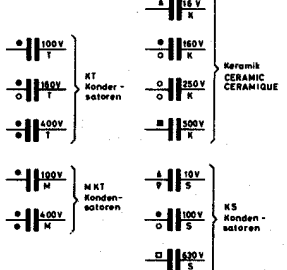 16 V
K
100V
T
160V
K
160V
T
KT
Konder -
satoren
250V
K
Keramik
CERAMIC
CERAMIQUE
400V
T
500V
K
100V
M
MKT
Konden-
satoren
10V
S
400V
M
100V
S
KS
Konden -
satoren
630V
S